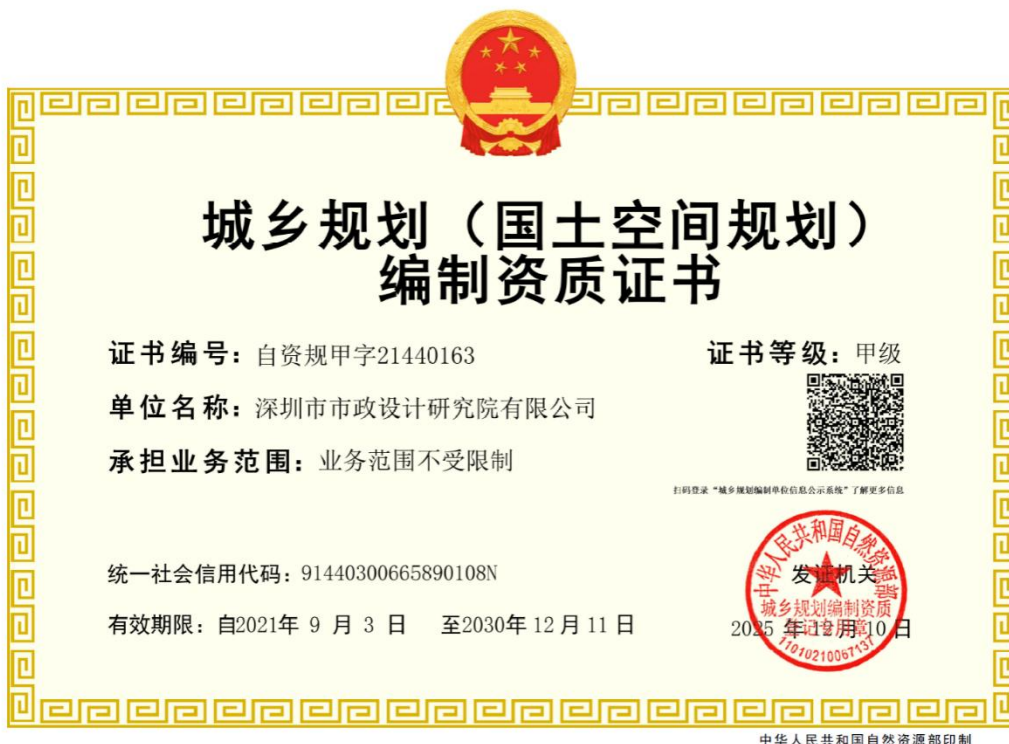 城乡规划（国土空间规划）
编制资质证书
证书编号：自资规甲字21440163
证书等级：甲级
单位名称：深圳市市政设计研究院有限公司
承担业务范围：业务范围不受限制
扫码登录“城乡规划编制单位信息公示系统”了解更多信息
统一社会信用代码：91440300665890108N
发证机关
有效期限：自2021年 9 月 3 日 至2030年 12 月 11 日
2025 年 12 月 10 日
中华人民共和国自然资源部
城乡规划编制资质
登记专用章
11010210067137
中华人民共和国自然资源部印制